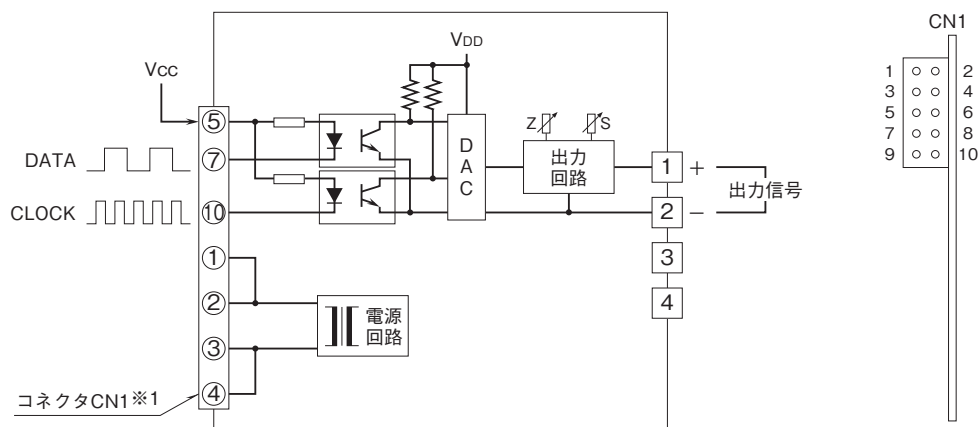 CN1
VDD
VCC
1 2
3 4
5 6
7 8
9 10
⑤
Z S
DATA
⑦
D
A
C
出力
回路
1 +
出力信号
CLOCK
⑩
2 −
①
3
②
電源
回路
4
③
④
コネクタCN1※1